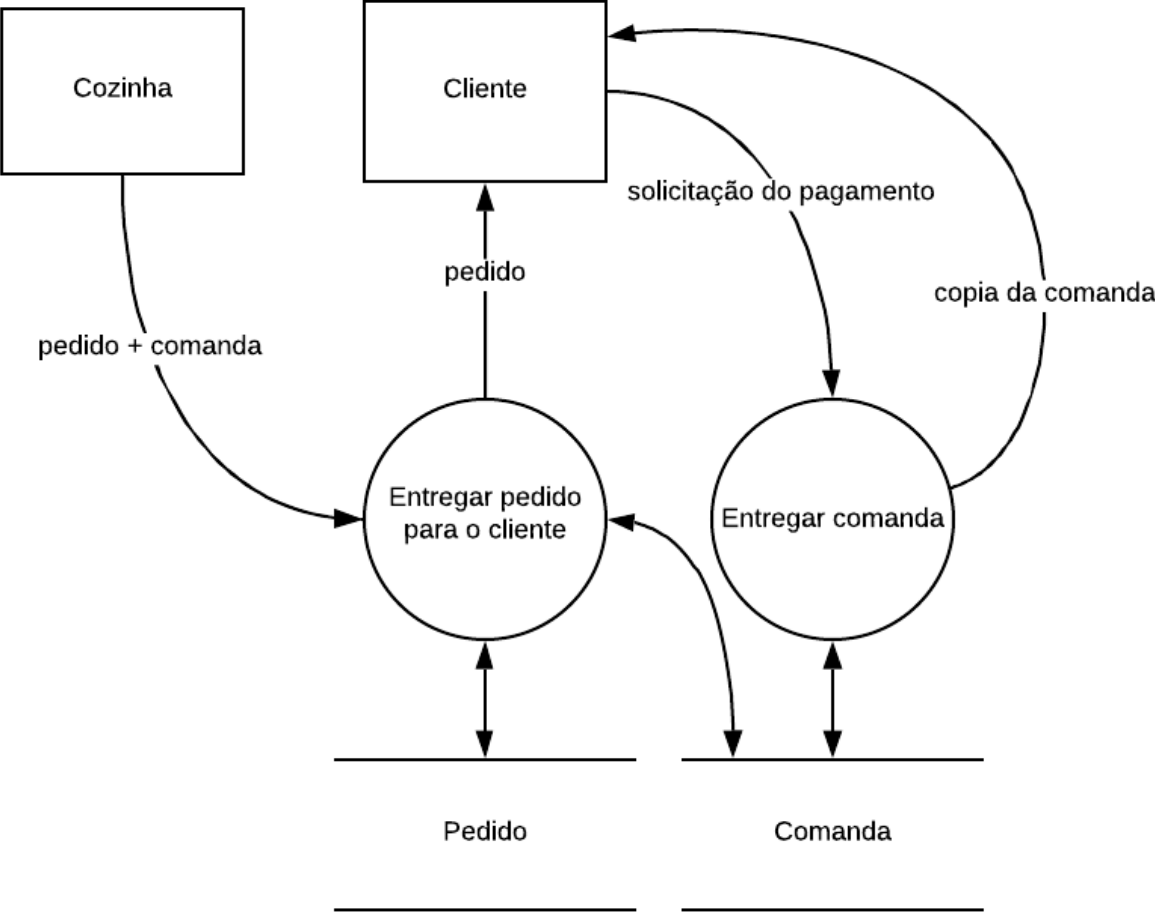 Cozinha
Cliente
solicitação do pagamento
pedido
copia da comanda
pedido + comanda
Entregar pedido
para o cliente
Entregar comanda
Pedido
Comanda